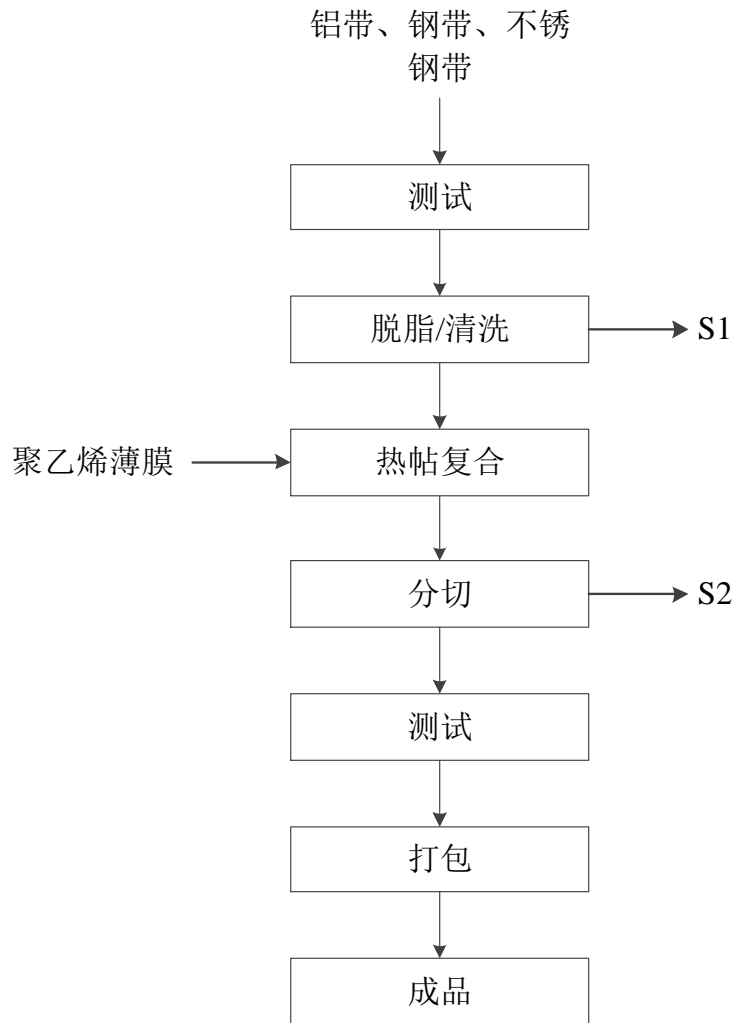 铝带、钢带、不锈
钢带
测试
脱脂/清洗
S1
聚乙烯薄膜
热帖复合
分切
S2
测试
打包
成品